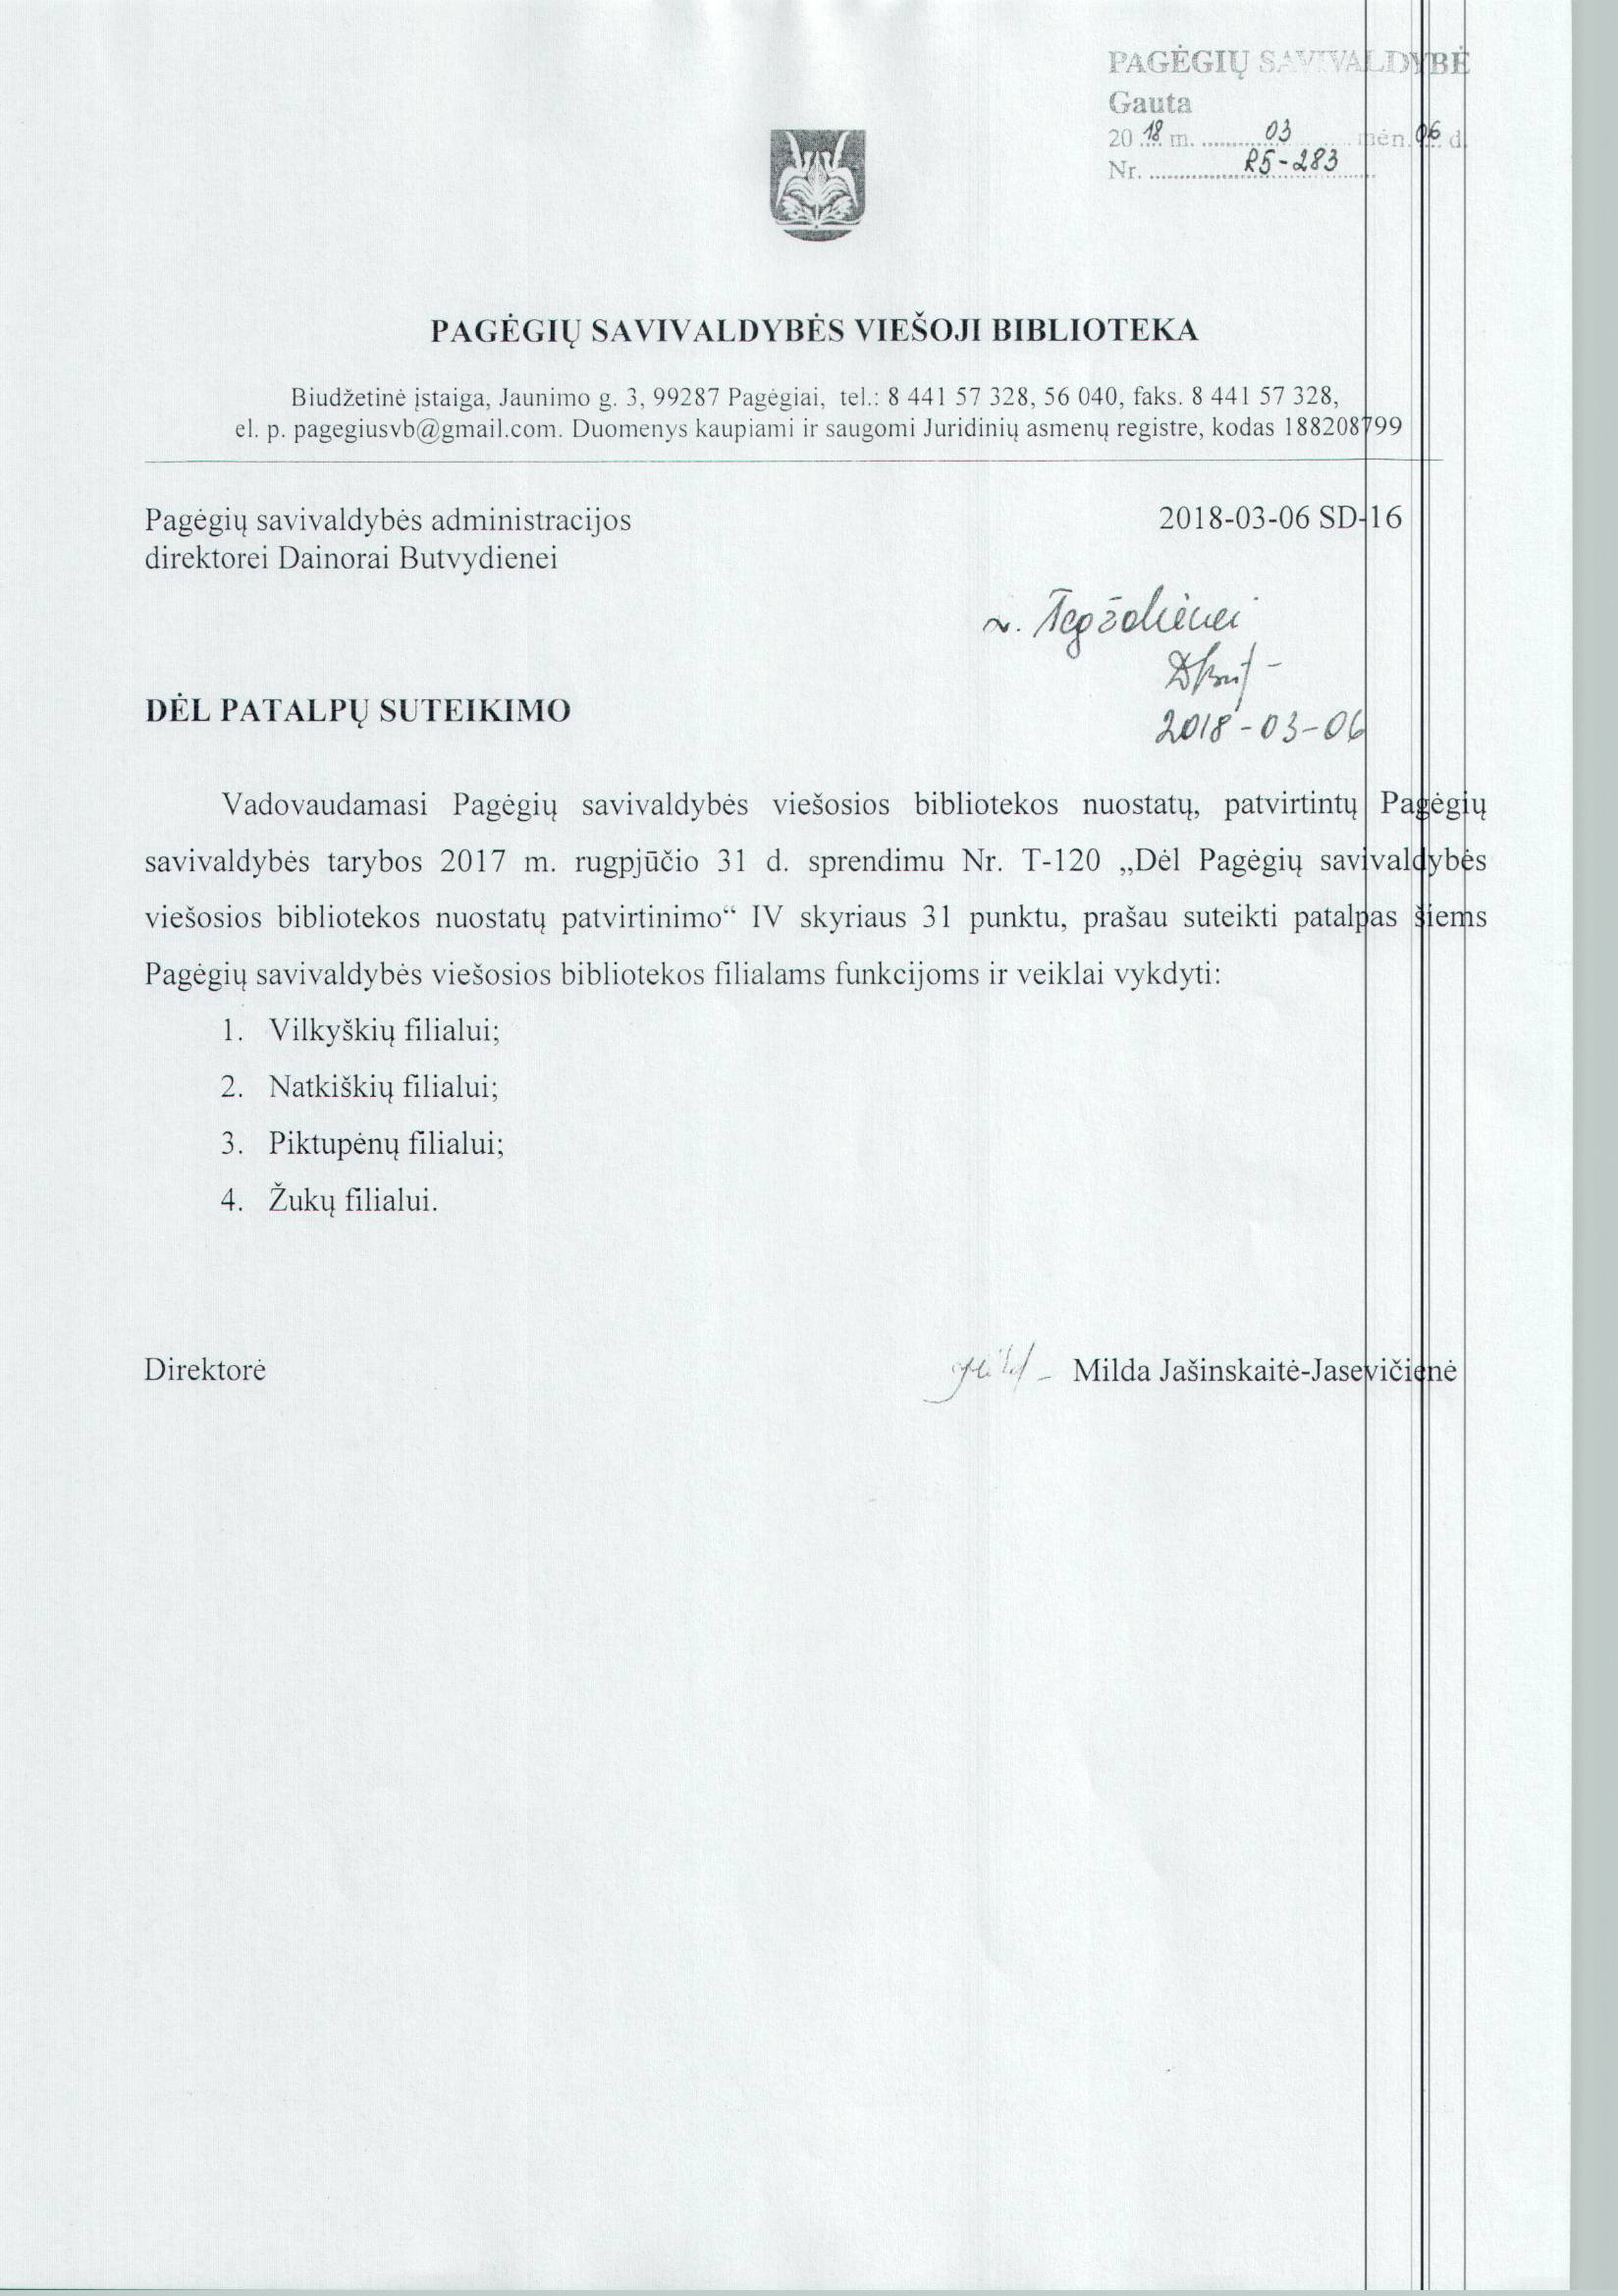 PAGĖGIŲ SAVIVALDYBĖ
Gauta
2018 m. 03 mėn. 06 d.
Nr. R5-283
PAGĖGIŲ SAVIVALDYBĖS VIEŠOJI BIBLIOTEKA
Biudžetinė įstaiga, Jaunimo g. 3, 99287 Pagėgiai, tel.: 8 441 57 328, 56 040, faks. 8 441 57 328,
el. p. pagegiusvb@gmail.com. Duomenys kaupiami ir saugomi Juridinių asmenų registre, kodas 188208799
Pagėgių savivaldybės administracijos
direktorei Dainorai Butvydienei
2018-03-06 SD-16
2018-03-06
DĖL PATALPŲ SUTEIKIMO
Vadovaudamasi Pagėgių savivaldybės viešosios bibliotekos nuostatų, patvirtintų Pagėgių
savivaldybės tarybos 2017 m. rugpjūčio 31 d. sprendimu Nr. T-120 „Dėl Pagėgių savivaldybės
viešosios bibliotekos nuostatų patvirtinimo“ IV skyriaus 31 punktu, prašau suteikti patalpas šiems
Pagėgių savivaldybės viešosios bibliotekos filialams funkcijoms ir veiklai vykdyti:
1. Vilkyškių filialui;
2. Natkiškių filialui;
3. Piktupėnų filialui;
4. Žukų filialui.
Direktorė
Milda Jašinskaitė-Jasevičienė